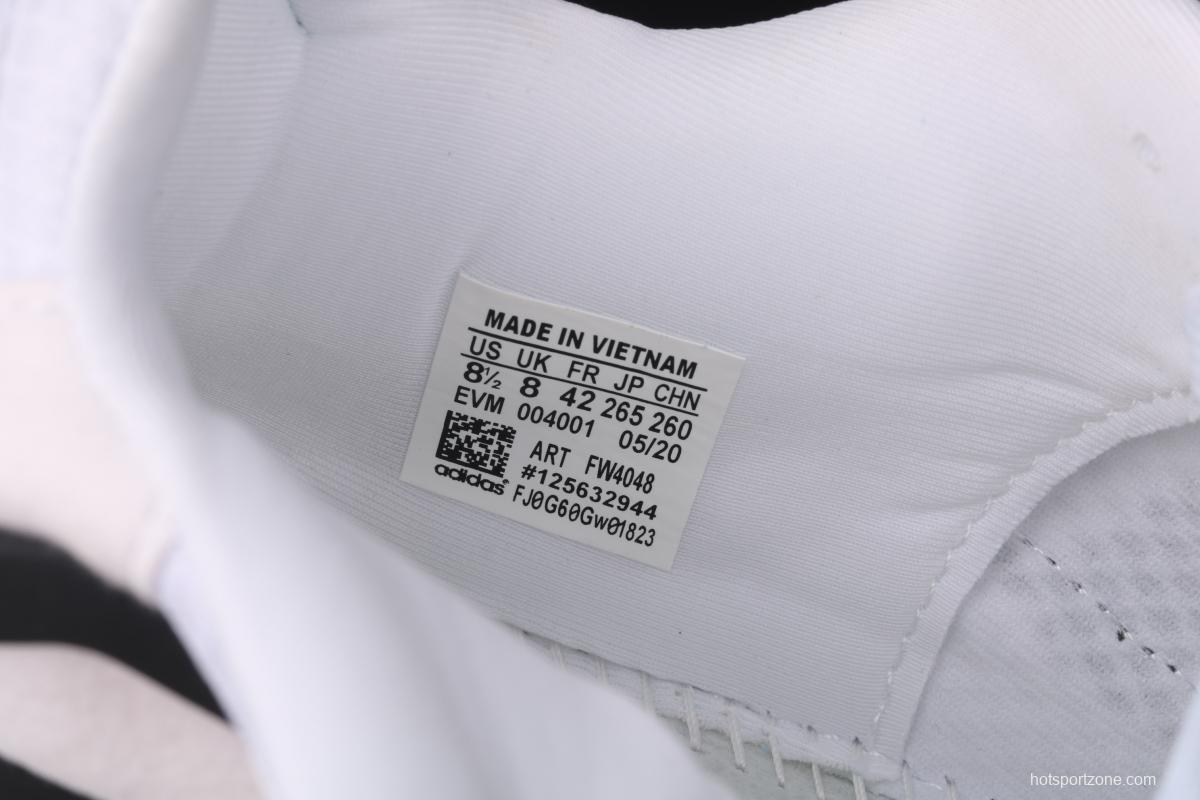 MADE IN VIETNAM
US UK FR JP CHN
8½ 8 42 265 260
EVM 004001 05/20
ART FW4048
#125632944
adidas® FJ0G60Gw01823
hotsportzone.com